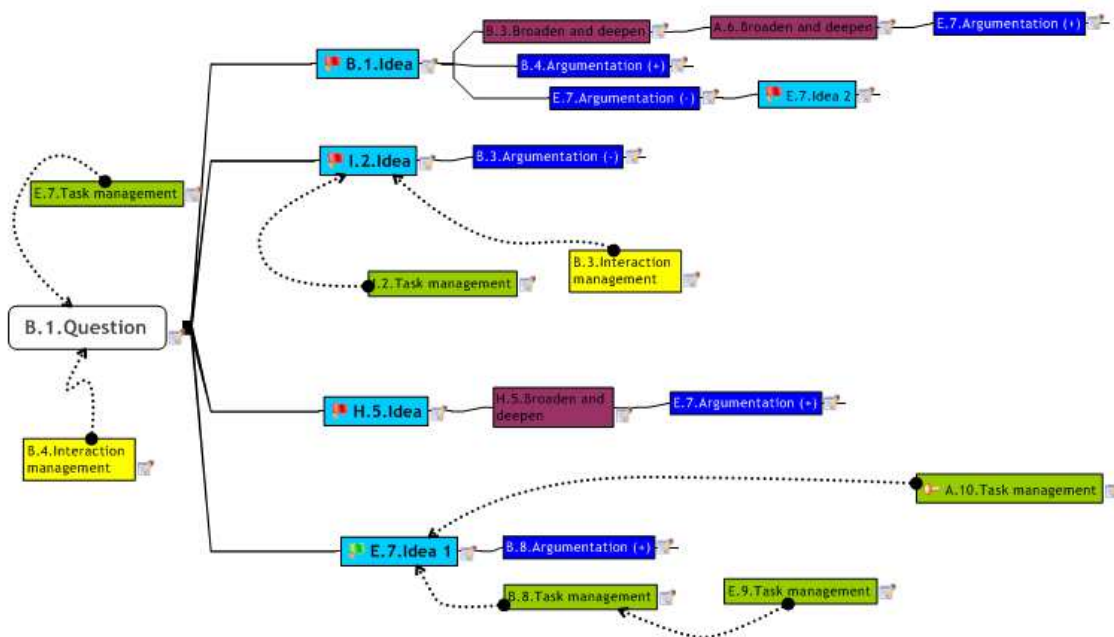 B.3.Broaden and deepen
A.6.Broaden and deepen
E.7.Argumentation (+)
B.1.Idea
B.4.Argumentation (+)
E.7.Argumentation (-)
E.7.Idea 2
I.2.Idea
B.3.Argumentation (-)
E.7.Task management
B.3.Interaction
management
I.2.Task management
B.1.Question
H.5.Idea
H.5.Broaden and
deepen
E.7.Argumentation (+)
B.4.Interaction
management
A.10.Task management
E.7.Idea 1
B.8.Argumentation (+)
B.8.Task management
E.9.Task management